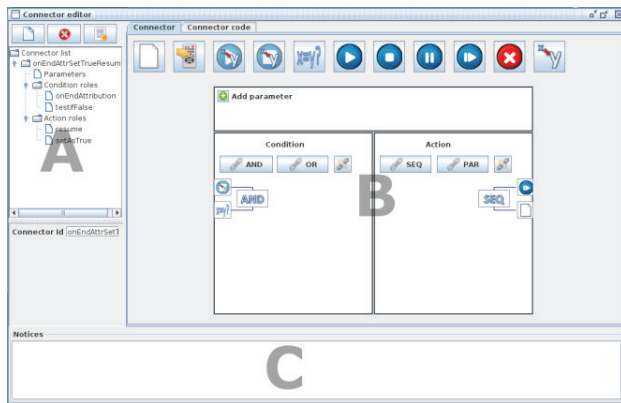 Connector editor
Connector list
onEndAttrSetTrueResum
Parameters
Condition roles
onEndAttribution
testIfFalse
Action roles
resume
setAsTrue
A
Connector Id onEndAttrSetT
Connector Connector code
x=y?
Add parameter
Condition
AND OR
x=y?
AND
Action
SEQ PAR
SEQ
B
Notices
C